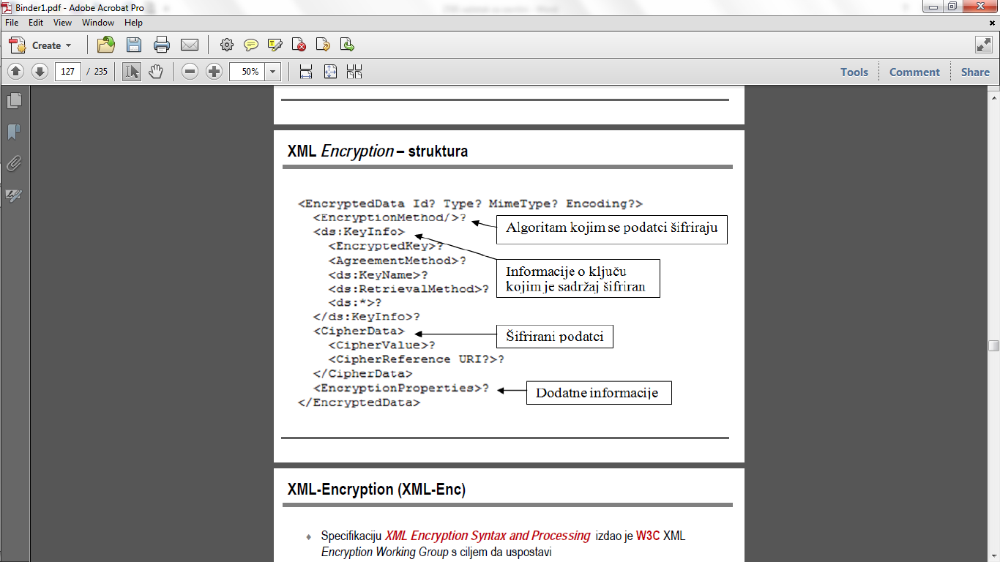 Binder1.pdf - Adobe Acrobat Pro
File Edit View Window Help
Create
127 / 235
50%
Tools Comment Share
XML Encryption – struktura
<EncryptedData Id? Type? MimeType? Encoding?>
<EncryptionMethod/>?
Algoritam kojim se podatci šifriraju
<ds:KeyInfo>
<EncryptedKey>?
<AgreementMethod>?
Informacije o ključu
kojim je sadržaj šifriran
<ds:KeyName>?
<ds:RetrievalMethod>?
<ds:*>?
</ds:KeyInfo>?
<CipherData>
Šifrirani podatci
<CipherValue>?
<CipherReference URI?>?
</CipherData>
<EncryptionProperties>?
Dodatne informacije
</EncryptedData>
XML-Encryption (XML-Enc)
Specifikaciju XML Encryption Syntax and Processing izdao je W3C XML
Encryption Working Group s ciljem da uspostavi